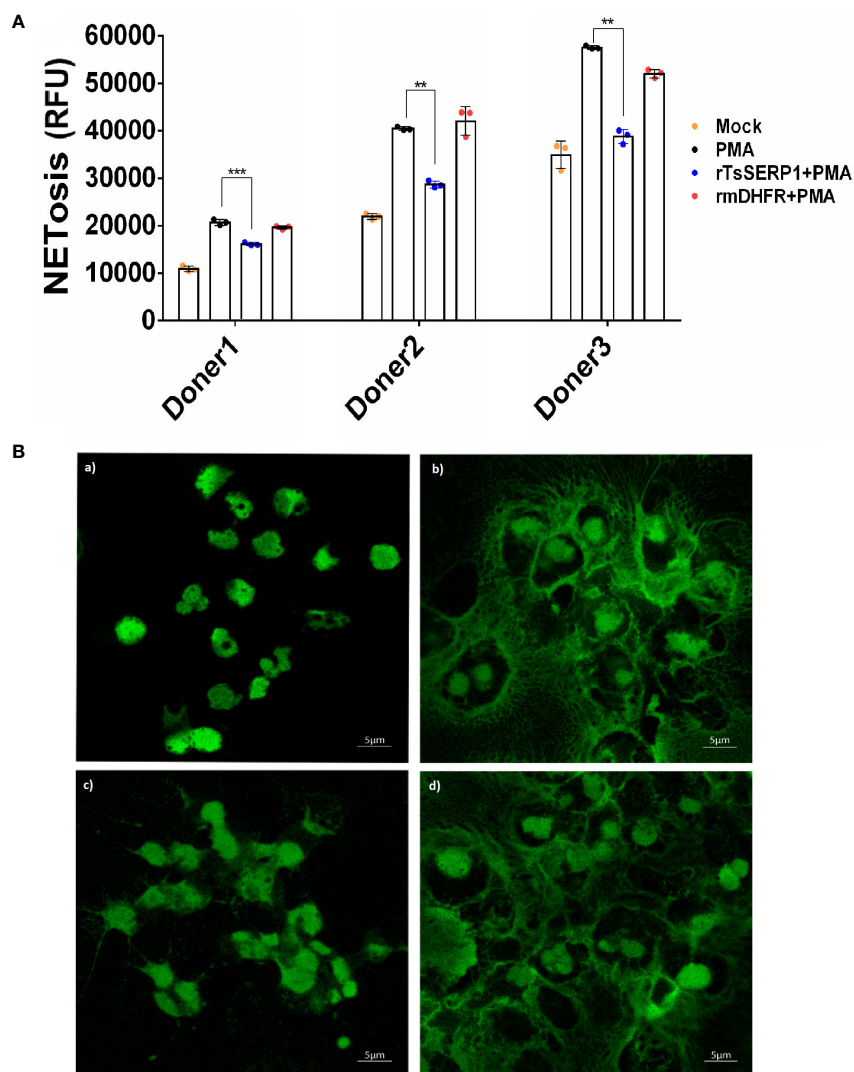 A
NETosis (RFU)
60000
50000
40000
30000
20000
10000
0
***
**
**
Doner1
Doner2
Doner3
Mock
PMA
rTsSERP1+PMA
rmDHFR+PMA
B
a)
5µm
b)
5µm
c)
5µm
d)
5µm